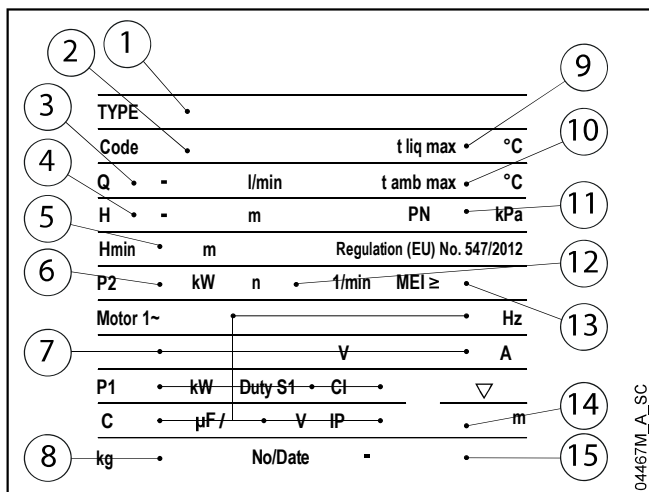 1
2
3
4
5
6
7
8
9
10
11
12
13
14
15
TYPE
Code t liq max °C
Q - l/min t amb max °C
H - m PN kPa
Hmin m Regulation (EU) No. 547/2012
P2 kW n 1/min MEI ≥
Motor 1~ Hz
V A
P1 kW Duty S1 Cl
C µF / V IP m
kg No/Date -
04467M_A_SC